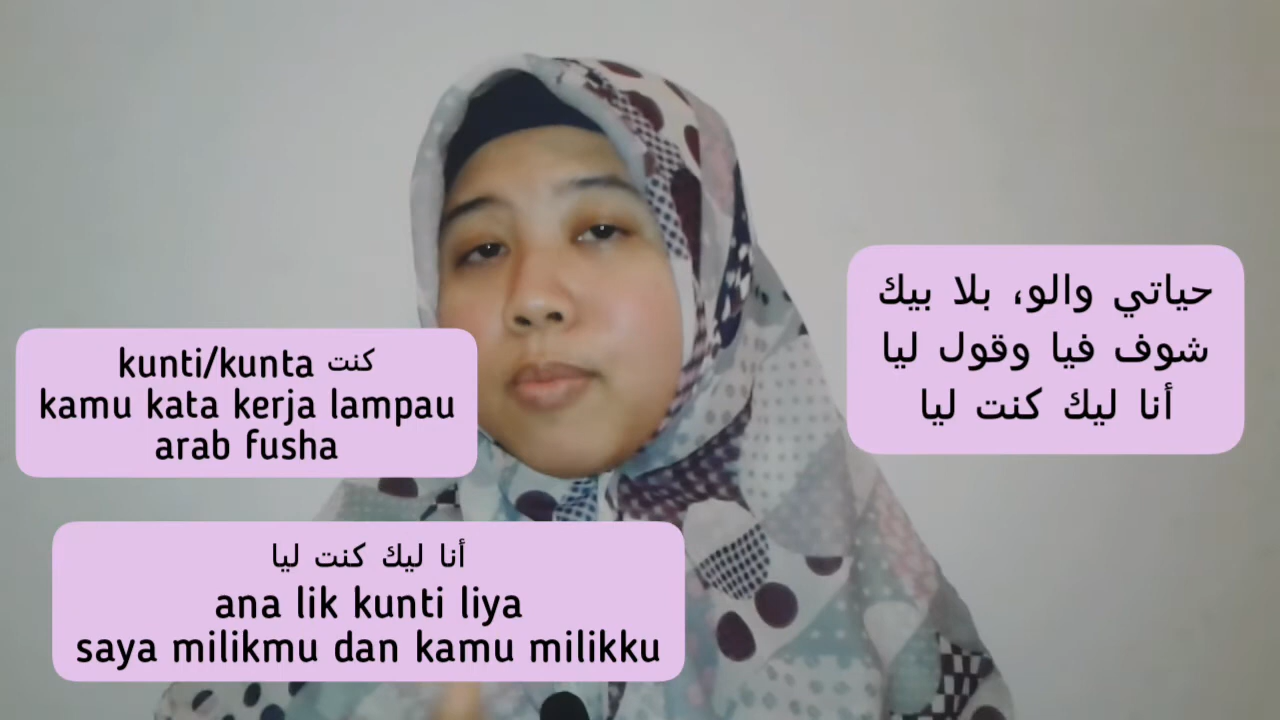 kunti/kunta كنت
kamu kata kerja lampau
arab fusha
أنا ليك كنت ليا
ana lik kunti liya
saya milikmu dan kamu milikku
حياتي والو، بلا بيك
شوف فيا وقول ليا
أنا ليك كنت ليا